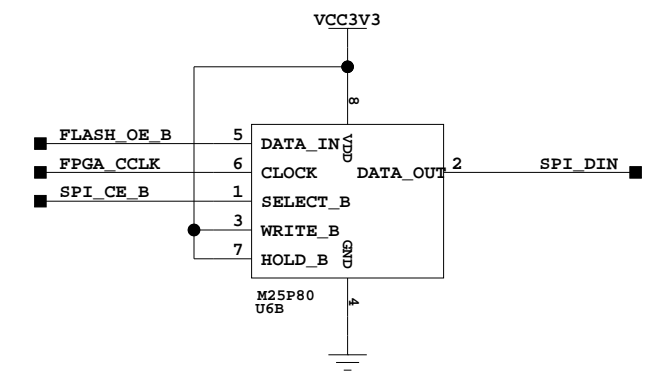 VCC3V3
8
FLASH_OE_B 5 DATA_IN VDD
FPGA_CCLK 6 CLOCK DATA_OUT 2 SPI_DIN
SPI_CE_B 1 SELECT_B
3 WRITE_B
7 HOLD_B GND
M25P80
U6B
4